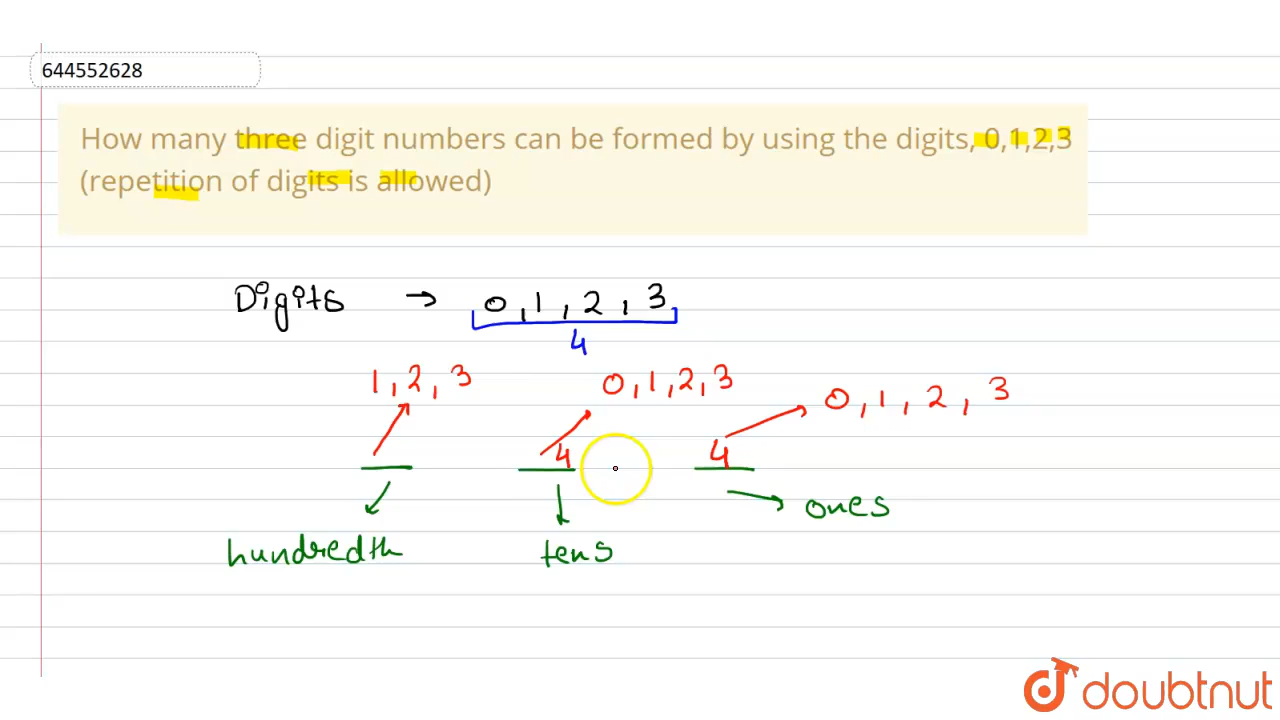 644552628
How many three digit numbers can be formed by using the digits, 0,1,2,3
(repetition of digits is allowed)
Digits → 0,1,2,3
4
1,2,3 0,1,2,3 0,1,2,3
4 4
ones
hundredth tens
doubtnut